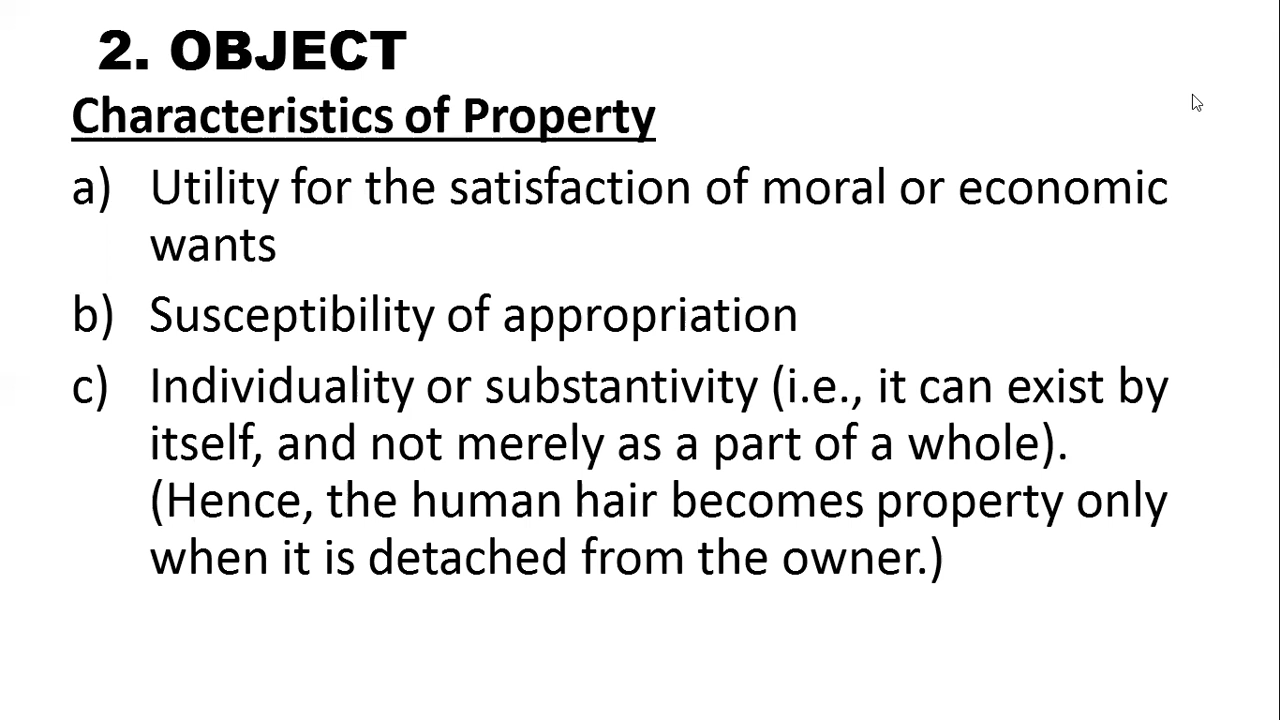 2. OBJECT
Characteristics of Property
a) Utility for the satisfaction of moral or economic
wants
b) Susceptibility of appropriation
c) Individuality or substantivity (i.e., it can exist by
itself, and not merely as a part of a whole).
(Hence, the human hair becomes property only
when it is detached from the owner.)